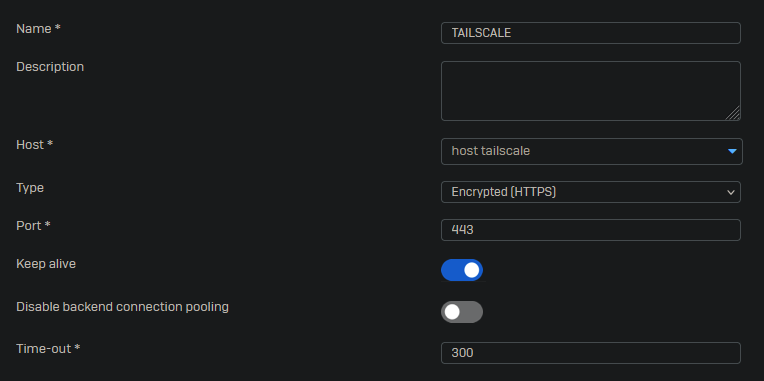 Name * TAILSCALE
Description
Host * host tailscale
Type Encrypted (HTTPS)
Port * 443
Keep alive
Disable backend connection pooling
Time-out * 300